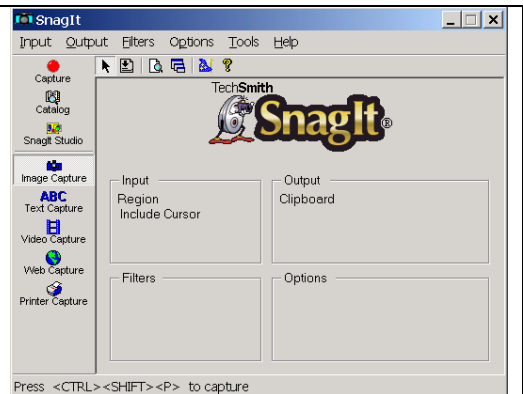 SnagIt
Input Output Filters Options Tools Help
Capture
Catalog
SnagIt Studio
Image Capture
ABC
Text Capture
Video Capture
Web Capture
Printer Capture
TechSmith
SnagIt®
Input
Region
Include Cursor
Output
Clipboard
Filters
Options
Press <CTRL><SHIFT><P> to capture